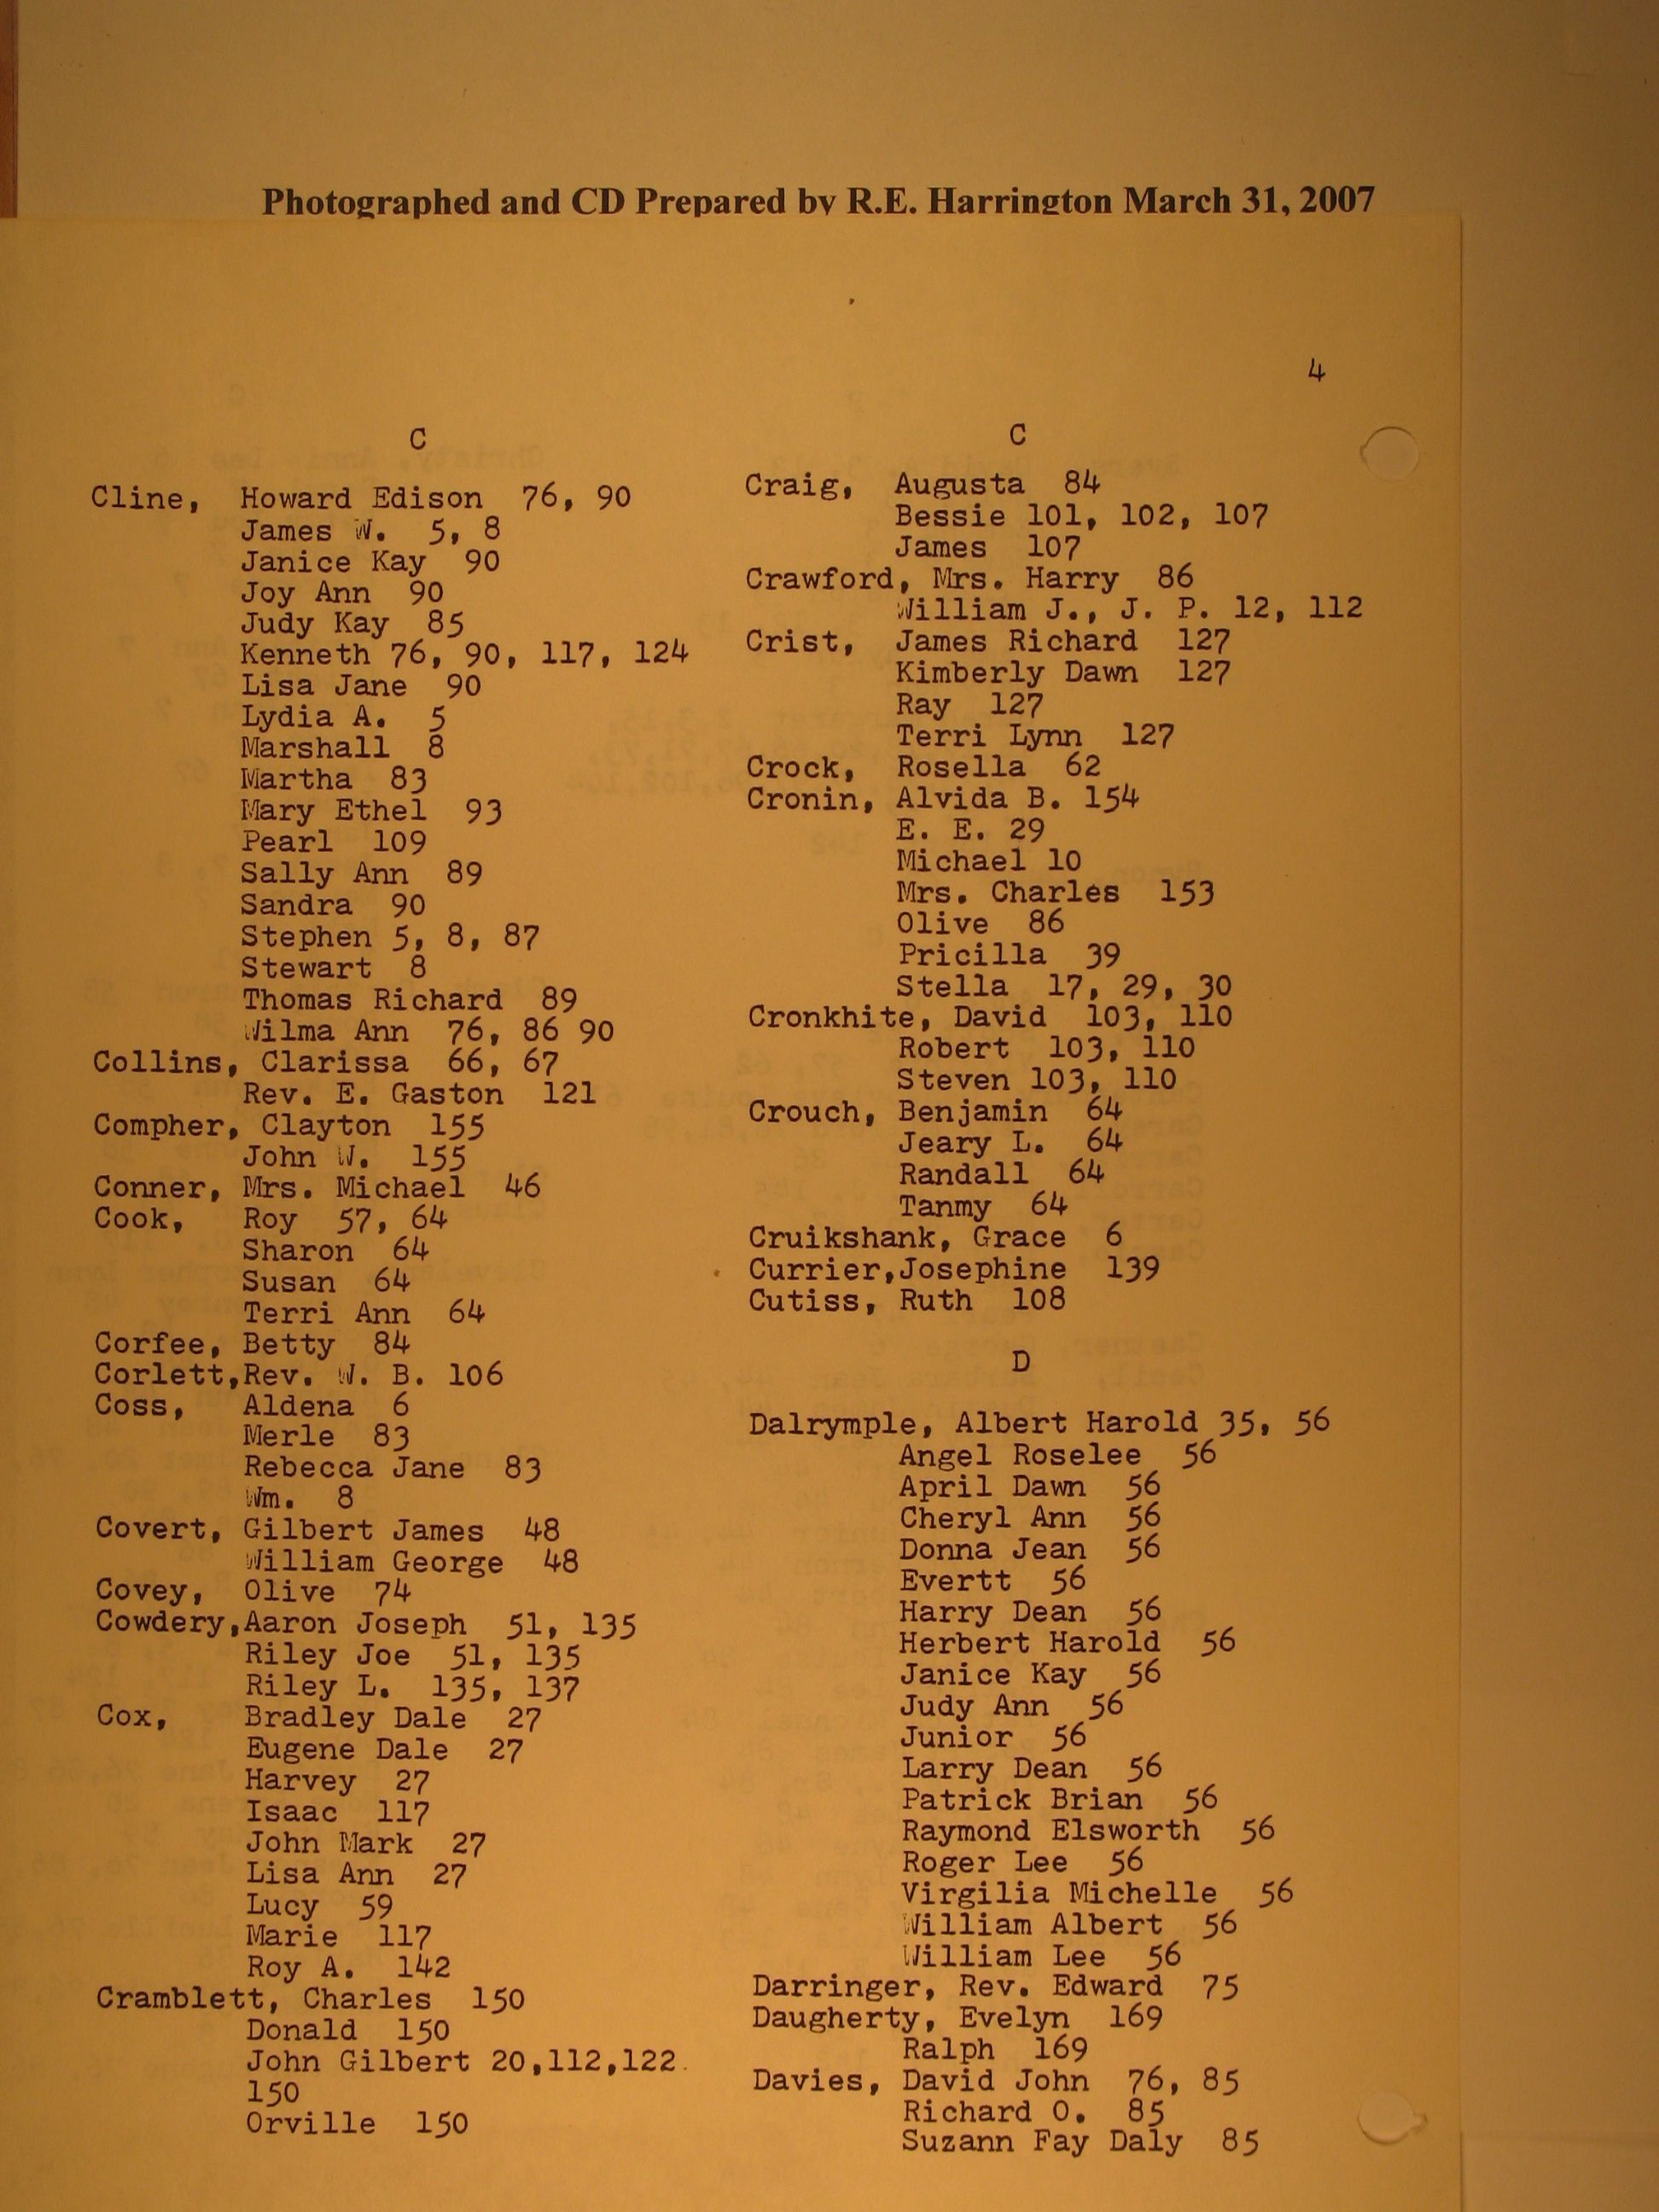 Photographed and CD Prepared by R.E. Harrington March 31, 2007
4
C
Cline, Howard Edison 76, 90
James W. 5, 8
Janice Kay 90
Joy Ann 90
Judy Kay 85
Kenneth 76, 90, 117, 124
Lisa Jane 90
Lydia A. 5
Marshall 8
Martha 83
Mary Ethel 93
Pearl 109
Sally Ann 89
Sandra 90
Stephen 5, 8, 87
Stewart 8
Thomas Richard 89
Wilma Ann 76, 86 90
Collins, Clarissa 66, 67
Rev. E. Gaston 121
Compher, Clayton 155
John W. 155
Conner, Mrs. Michael 46
Cook, Roy 57, 64
Sharon 64
Susan 64
Terri Ann 64
Corfee, Betty 84
Corlett, Rev. W. B. 106
Coss, Aldena 6
Merle 83
Rebecca Jane 83
Wm. 8
Covert, Gilbert James 48
William George 48
Covey, Olive 74
Cowdery, Aaron Joseph 51, 135
Riley Joe 51, 135
Riley L. 135, 137
Cox, Bradley Dale 27
Eugene Dale 27
Harvey 27
Isaac 117
John Mark 27
Lisa Ann 27
Lucy 59
Marie 117
Roy A. 142
Cramblett, Charles 150
Donald 150
John Gilbert 20,112,122
150
Orville 150
C
Craig, Augusta 84
Bessie 101, 102, 107
James 107
Crawford, Mrs. Harry 86
William J., J. P. 12, 112
Crist, James Richard 127
Kimberly Dawn 127
Ray 127
Terri Lynn 127
Crock, Rosella 62
Cronin, Alvida B. 154
E. E. 29
Michael 10
Mrs. Charles 153
Olive 86
Pricilla 39
Stella 17, 29, 30
Cronkhite, David 103, 110
Robert 103, 110
Steven 103, 110
Crouch, Benjamin 64
Jeary L. 64
Randall 64
Tanmy 64
Cruikshank, Grace 6
Currier, Josephine 139
Cutiss, Ruth 108
D
Dalrymple, Albert Harold 35, 56
Angel Roselee 56
April Dawn 56
Cheryl Ann 56
Donna Jean 56
Evertt 56
Harry Dean 56
Herbert Harold 56
Janice Kay 56
Judy Ann 56
Junior 56
Larry Dean 56
Patrick Brian 56
Raymond Elsworth 56
Roger Lee 56
Virgilia Michelle 56
William Albert 56
William Lee 56
Darringer, Rev. Edward 75
Daugherty, Evelyn 169
Ralph 169
Davies, David John 76, 85
Richard O. 85
Suzann Fay Daly 85